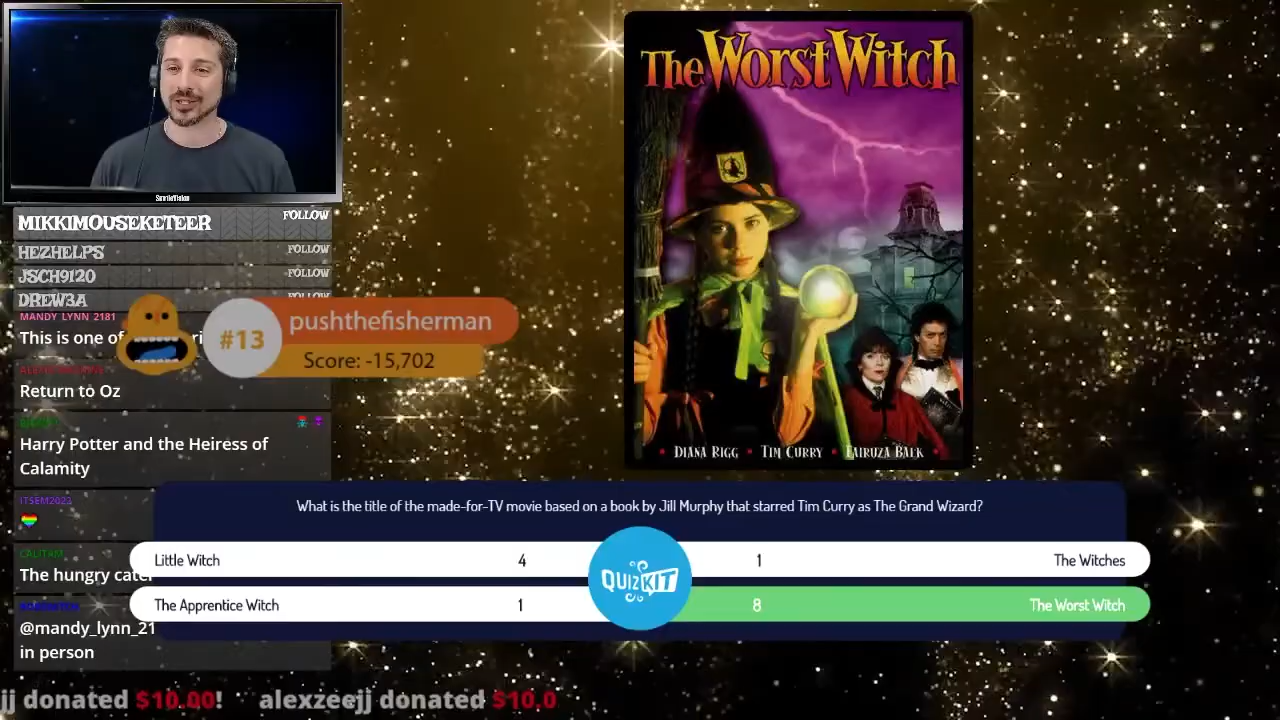 The Worst Witch
MIKKIMOUSEKETEER FOLLOW
HEZHELPS FOLLOW
JSCH9120 FOLLOW
DREW3A
MANDY LYNN 2181
This is one of
#13
pushthefisherman
Score: -15,702
Return to Oz
Harry Potter and the Heiress of
Calamity
ITSEM2023
CALITAM
The hungry cater
@mandy_lynn_21
in person
• DIANA RIGG • TIM CURRY • FAIRUZA BALK •
What is the title of the made-for-TV movie based on a book by Jill Murphy that starred Tim Curry as The Grand Wizard?
Little Witch 4
1 The Witches
The Apprentice Witch 1
8 The Worst Witch
QUIZKIT
jj donated $10.00! alexzeejj donated $10.0